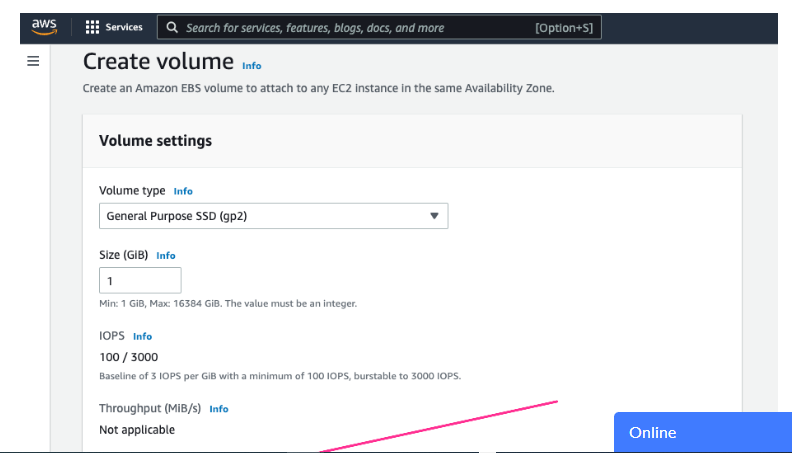 aws
Services
Search for services, features, blogs, docs, and more
[Option+S]
Create volume Info
Create an Amazon EBS volume to attach to any EC2 instance in the same Availability Zone.
Volume settings
Volume type Info
General Purpose SSD (gp2)
Size (GiB) Info
1
Min: 1 GiB, Max: 16384 GiB. The value must be an integer.
IOPS Info
100 / 3000
Baseline of 3 IOPS per GiB with a minimum of 100 IOPS, burstable to 3000 IOPS.
Throughput (MiB/s) Info
Not applicable
Online